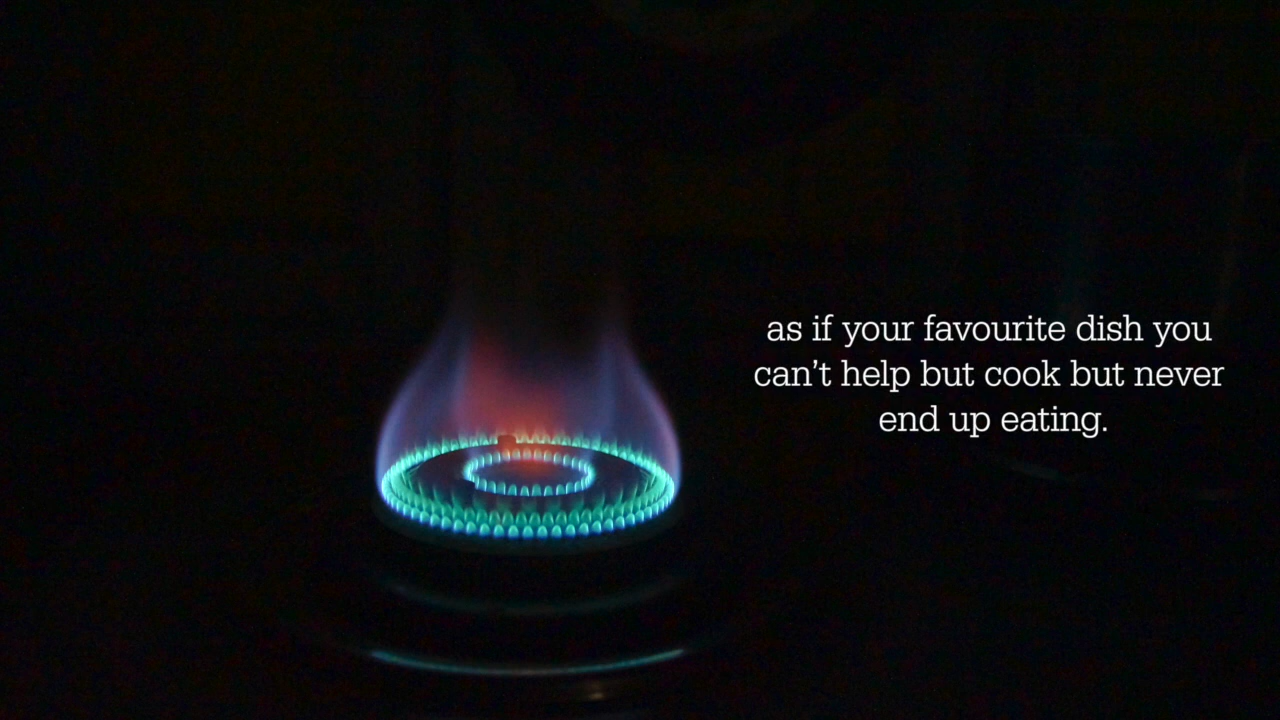 as if your favourite dish you
can’t help but cook but never
end up eating.